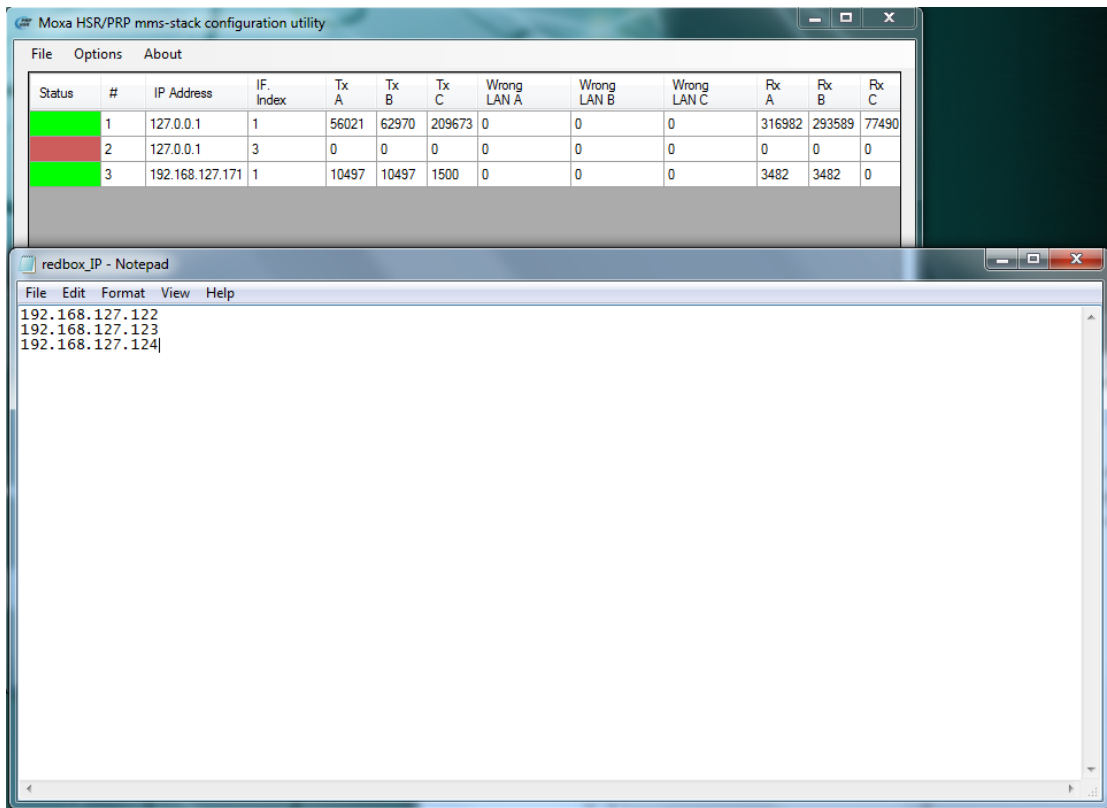 Moxa HSR/PRP mms-stack configuration utility
File Options About
Status # IP Address IF. Index Tx A Tx B Tx C Wrong LAN A Wrong LAN B Wrong LAN C Rx A Rx B Rx C
1 127.0.0.1 1 56021 62970 209673 0 0 0 316982 293589 77490
2 127.0.0.1 3 0 0 0 0 0 0 0 0 0
3 192.168.127.171 1 10497 10497 1500 0 0 0 3482 3482 0
redbox_IP - Notepad
File Edit Format View Help
192.168.127.122
192.168.127.123
192.168.127.124